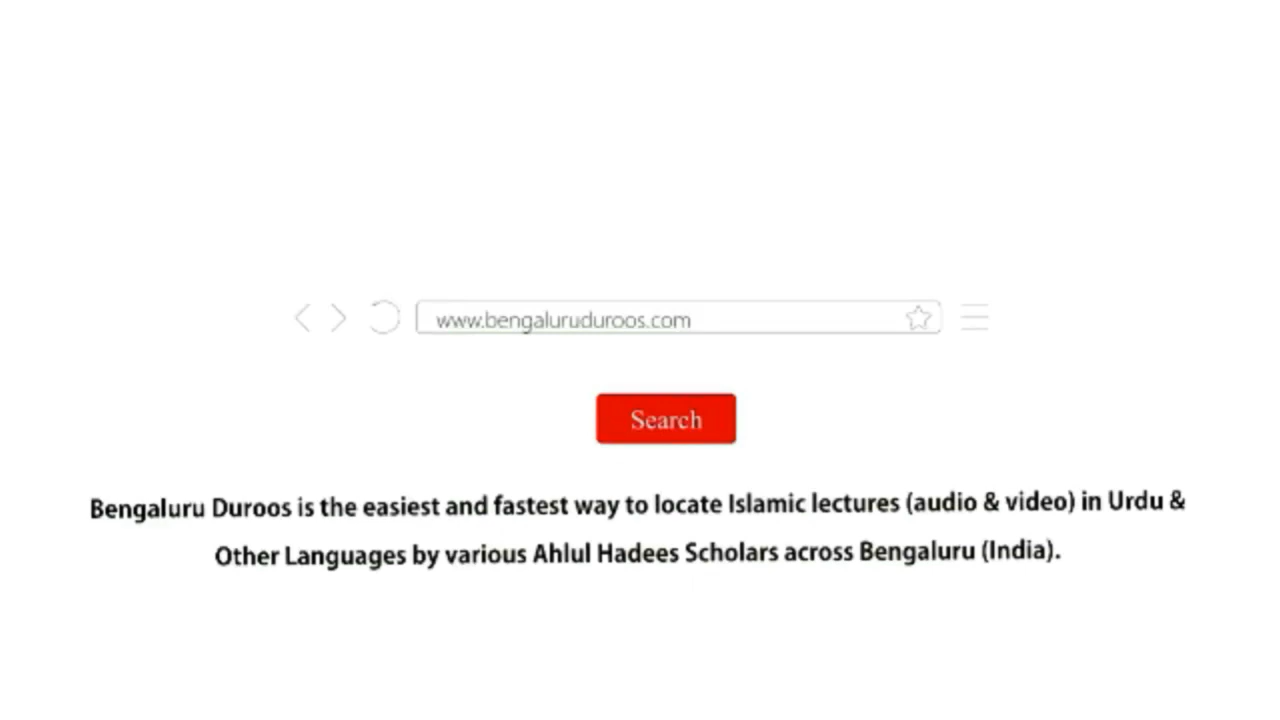 www.bengaluruduroos.com
Search
Bengaluru Duroos is the easiest and fastest way to locate Islamic lectures (audio & video) in Urdu &
Other Languages by various Ahlul Hadees Scholars across Bengaluru (India).